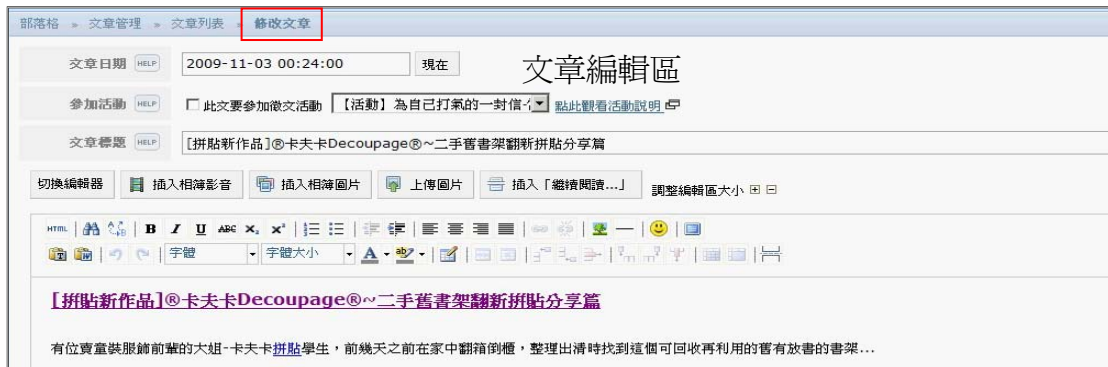 部落格 » 文章管理 » 文章列表 » 修改文章
文章日期 HELP 2009-11-03 00:24:00 現在 文章編輯區
參加活動 HELP 此文要參加徵文活動 【活動】為自己打氣的一封信- 點此觀看活動說明
文章標題 HELP [拼貼新作品]®卡夫卡Decoupage®~二手舊書架翻新拼貼分享篇
切換編輯器 插入相簿影音 插入相簿圖片 上傳圖片 插入「繼續閱讀...」 調整編輯區大小
HTML B I U ABC x₂ x²
字體 字體大小 A ab
[拼貼新作品]®卡夫卡Decoupage®~二手舊書架翻新拼貼分享篇
有位賣童裝服飾前輩的大姐-卡夫卡拼貼學生，前幾天之前在家中翻箱倒櫃，整理出清時找到這個可回收再利用的舊有放書的書架...